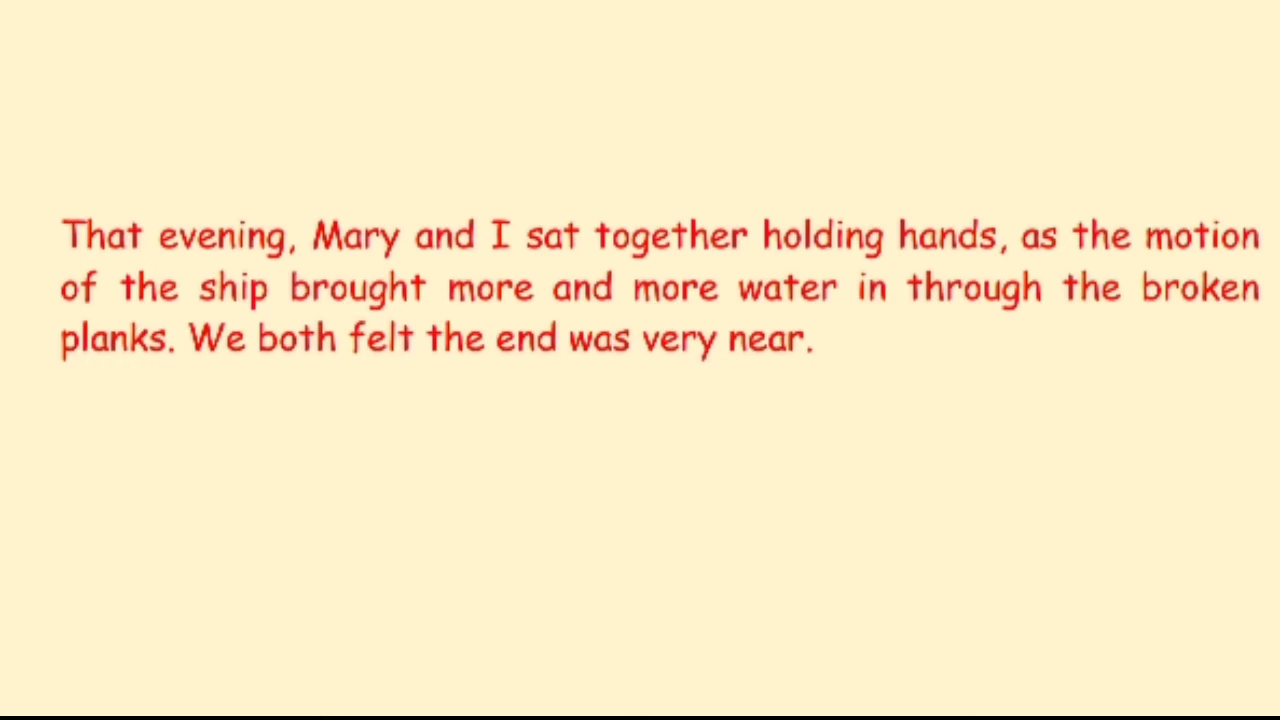 That evening, Mary and I sat together holding hands, as the motion
of the ship brought more and more water in through the broken
planks. We both felt the end was very near.